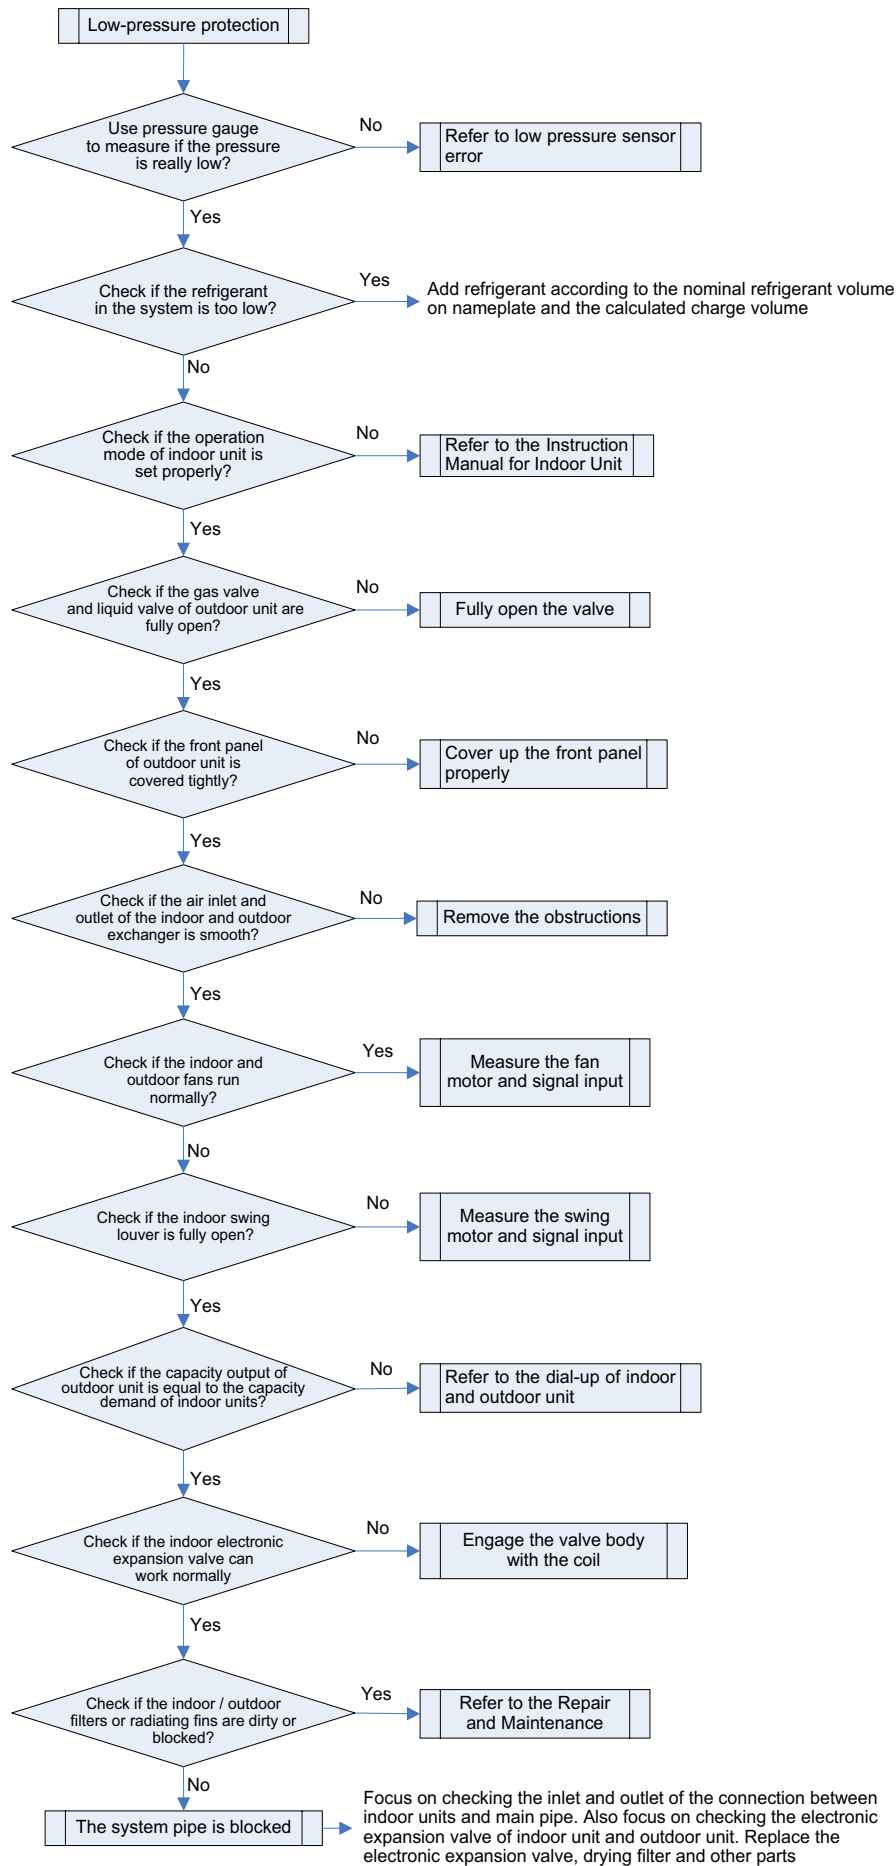 Low-pressure protection
Use pressure gauge
to measure if the pressure
is really low?
No
Refer to low pressure sensor
error
Yes
Check if the refrigerant
in the system is too low?
Yes
Add refrigerant according to the nominal refrigerant volume
on nameplate and the calculated charge volume
No
Check if the operation
mode of indoor unit is
set properly?
No
Refer to the Instruction
Manual for Indoor Unit
Yes
Check if the gas valve
and liquid valve of outdoor unit are
fully open?
No
Fully open the valve
Yes
Check if the front panel
of outdoor unit is
covered tightly?
No
Cover up the front panel
properly
Yes
Check if the air inlet and
outlet of the indoor and outdoor
exchanger is smooth?
No
Remove the obstructions
Yes
Check if the indoor and
outdoor fans run
normally?
Yes
Measure the fan
motor and signal input
No
Check if the indoor swing
louver is fully open?
No
Measure the swing
motor and signal input
Yes
Check if the capacity output of
outdoor unit is equal to the capacity
demand of indoor units?
No
Refer to the dial-up of indoor
and outdoor unit
Yes
Check if the indoor electronic
expansion valve can
work normally
No
Engage the valve body
with the coil
Yes
Check if the indoor / outdoor
filters or radiating fins are dirty or
blocked?
Yes
Refer to the Repair
and Maintenance
No
The system pipe is blocked
Focus on checking the inlet and outlet of the connection between
indoor units and main pipe. Also focus on checking the electronic
expansion valve of indoor unit and outdoor unit. Replace the
electronic expansion valve, drying filter and other parts